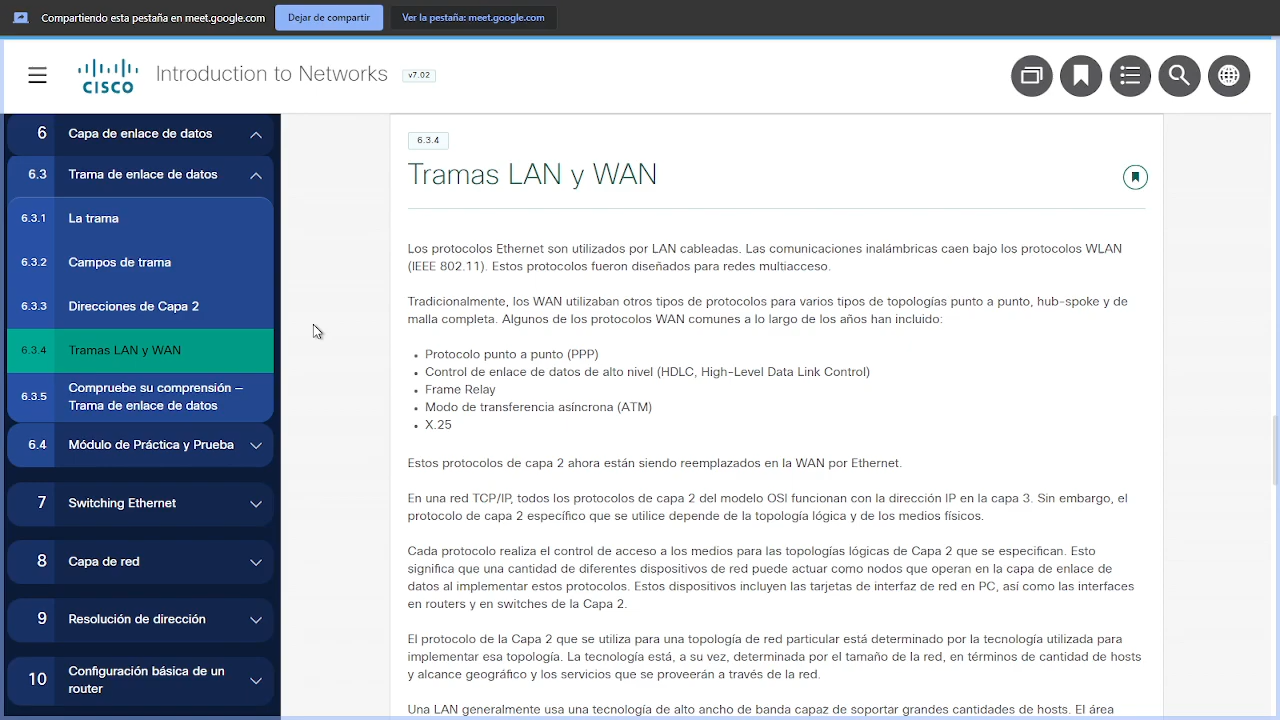 Compartiendo esta pestaña en meet.google.com
Dejar de compartir
Ver la pestaña: meet.google.com
CISCO
Introduction to Networks
v7.02
6 Capa de enlace de datos
6.3 Trama de enlace de datos
6.3.1 La trama
6.3.2 Campos de trama
6.3.3 Direcciones de Capa 2
6.3.4 Tramas LAN y WAN
6.3.5 Compruebe su comprensión –
Trama de enlace de datos
6.4 Módulo de Práctica y Prueba
7 Switching Ethernet
8 Capa de red
9 Resolución de dirección
10 Configuración básica de un
router
6.3.4
Tramas LAN y WAN
Los protocolos Ethernet son utilizados por LAN cableadas. Las comunicaciones inalámbricas caen bajo los protocolos WLAN
(IEEE 802.11). Estos protocolos fueron diseñados para redes multiacceso.
Tradicionalmente, los WAN utilizaban otros tipos de protocolos para varios tipos de topologías punto a punto, hub-spoke y de
malla completa. Algunos de los protocolos WAN comunes a lo largo de los años han incluido:
• Protocolo punto a punto (PPP)
• Control de enlace de datos de alto nivel (HDLC, High-Level Data Link Control)
• Frame Relay
• Modo de transferencia asíncrona (ATM)
• X.25
Estos protocolos de capa 2 ahora están siendo reemplazados en la WAN por Ethernet.
En una red TCP/IP, todos los protocolos de capa 2 del modelo OSI funcionan con la dirección IP en la capa 3. Sin embargo, el
protocolo de capa 2 específico que se utilice depende de la topología lógica y de los medios físicos.
Cada protocolo realiza el control de acceso a los medios para las topologías lógicas de Capa 2 que se especifican. Esto
significa que una cantidad de diferentes dispositivos de red puede actuar como nodos que operan en la capa de enlace de
datos al implementar estos protocolos. Estos dispositivos incluyen las tarjetas de interfaz de red en PC, así como las interfaces
en routers y en switches de la Capa 2.
El protocolo de la Capa 2 que se utiliza para una topología de red particular está determinado por la tecnología utilizada para
implementar esa topología. La tecnología está, a su vez, determinada por el tamaño de la red, en términos de cantidad de hosts
y alcance geográfico y los servicios que se proveerán a través de la red.
Una LAN generalmente usa una tecnología de alto ancho de banda capaz de soportar grandes cantidades de hosts. El área